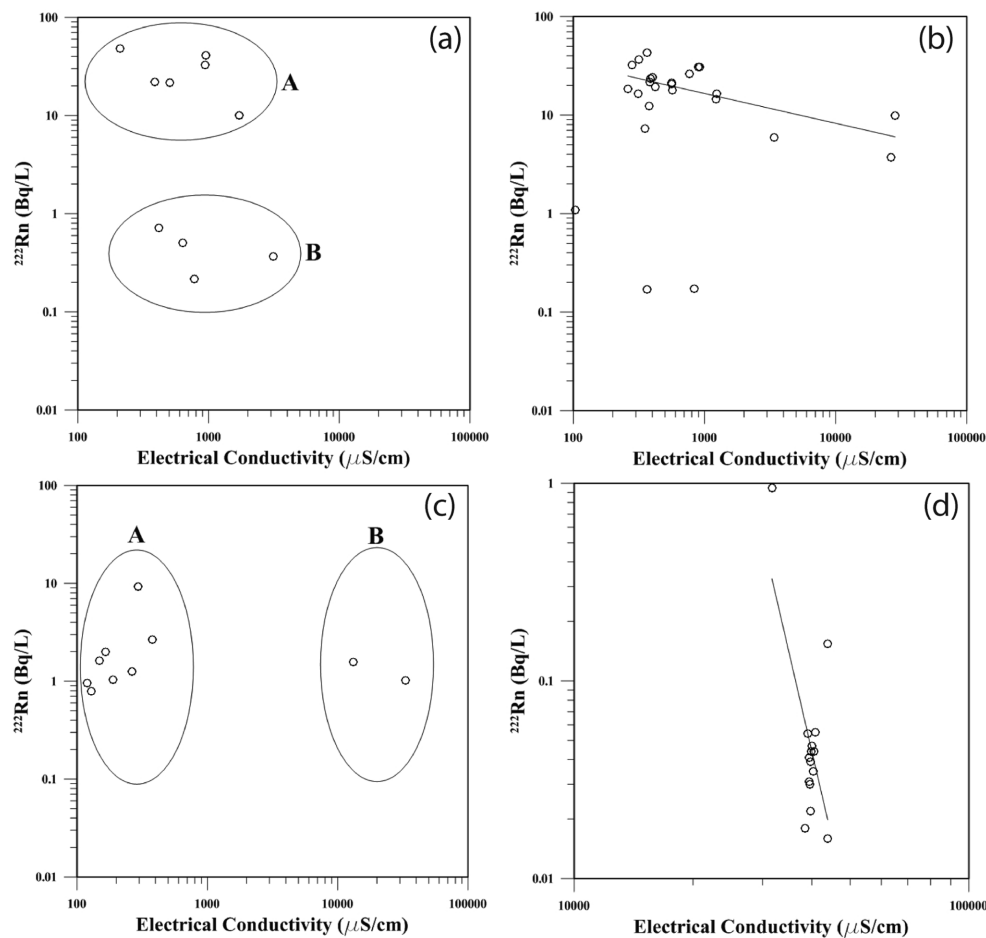 (a)
100
10
1
0.1
0.01
A
B
²²²Rn (Bq/L)
100 1000 10000 100000
Electrical Conductivity (μS/cm)
(b)
100
10
1
0.1
0.01
²²²Rn (Bq/L)
100 1000 10000 100000
Electrical Conductivity (μS/cm)
(c)
100
10
1
0.1
0.01
A B
²²²Rn (Bq/L)
100 1000 10000 100000
Electrical Conductivity (μS/cm)
(d)
1
0.1
0.01
²²²Rn (Bq/L)
10000 100000
Electrical Conductivity (μS/cm)